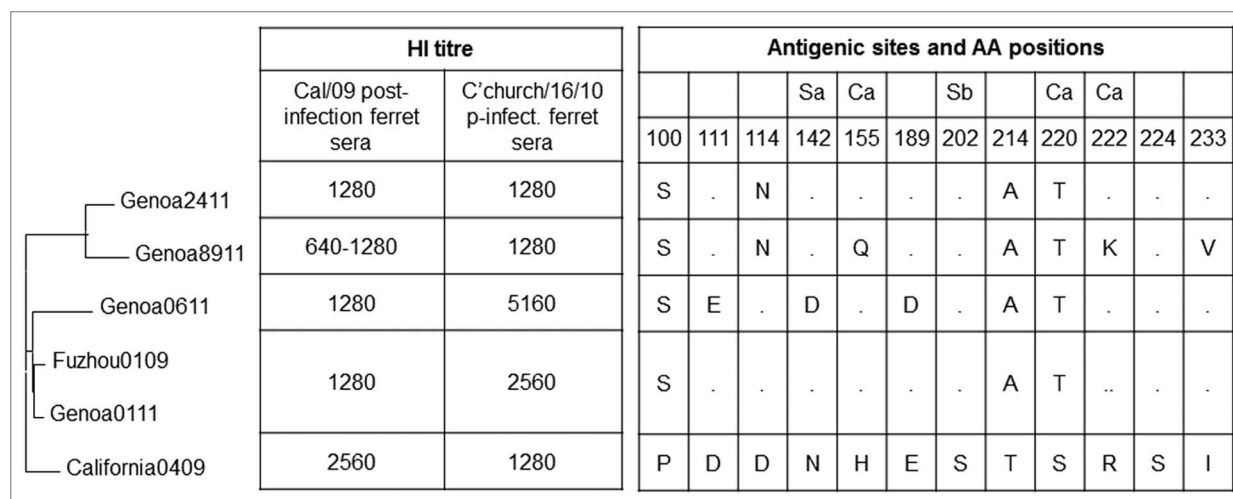 HI titre
Antigenic sites and AA positions
Cal/09 post-
infection ferret
sera
C'church/16/10
p-infect. ferret
sera
Sa Ca Sb Ca Ca
100 111 114 142 155 189 202 214 220 222 224 233
Genoa2411 1280 1280 S . N . . . . A T . . .
Genoa8911 640-1280 1280 S . N . Q . . A T K . V
Genoa0611 1280 5160 S E . D . D . A T . . .
Fuzhou0109
1280 2560 S . . . . . . A T .. . .
Genoa0111
California0409 2560 1280 P D D N H E S T S R S I